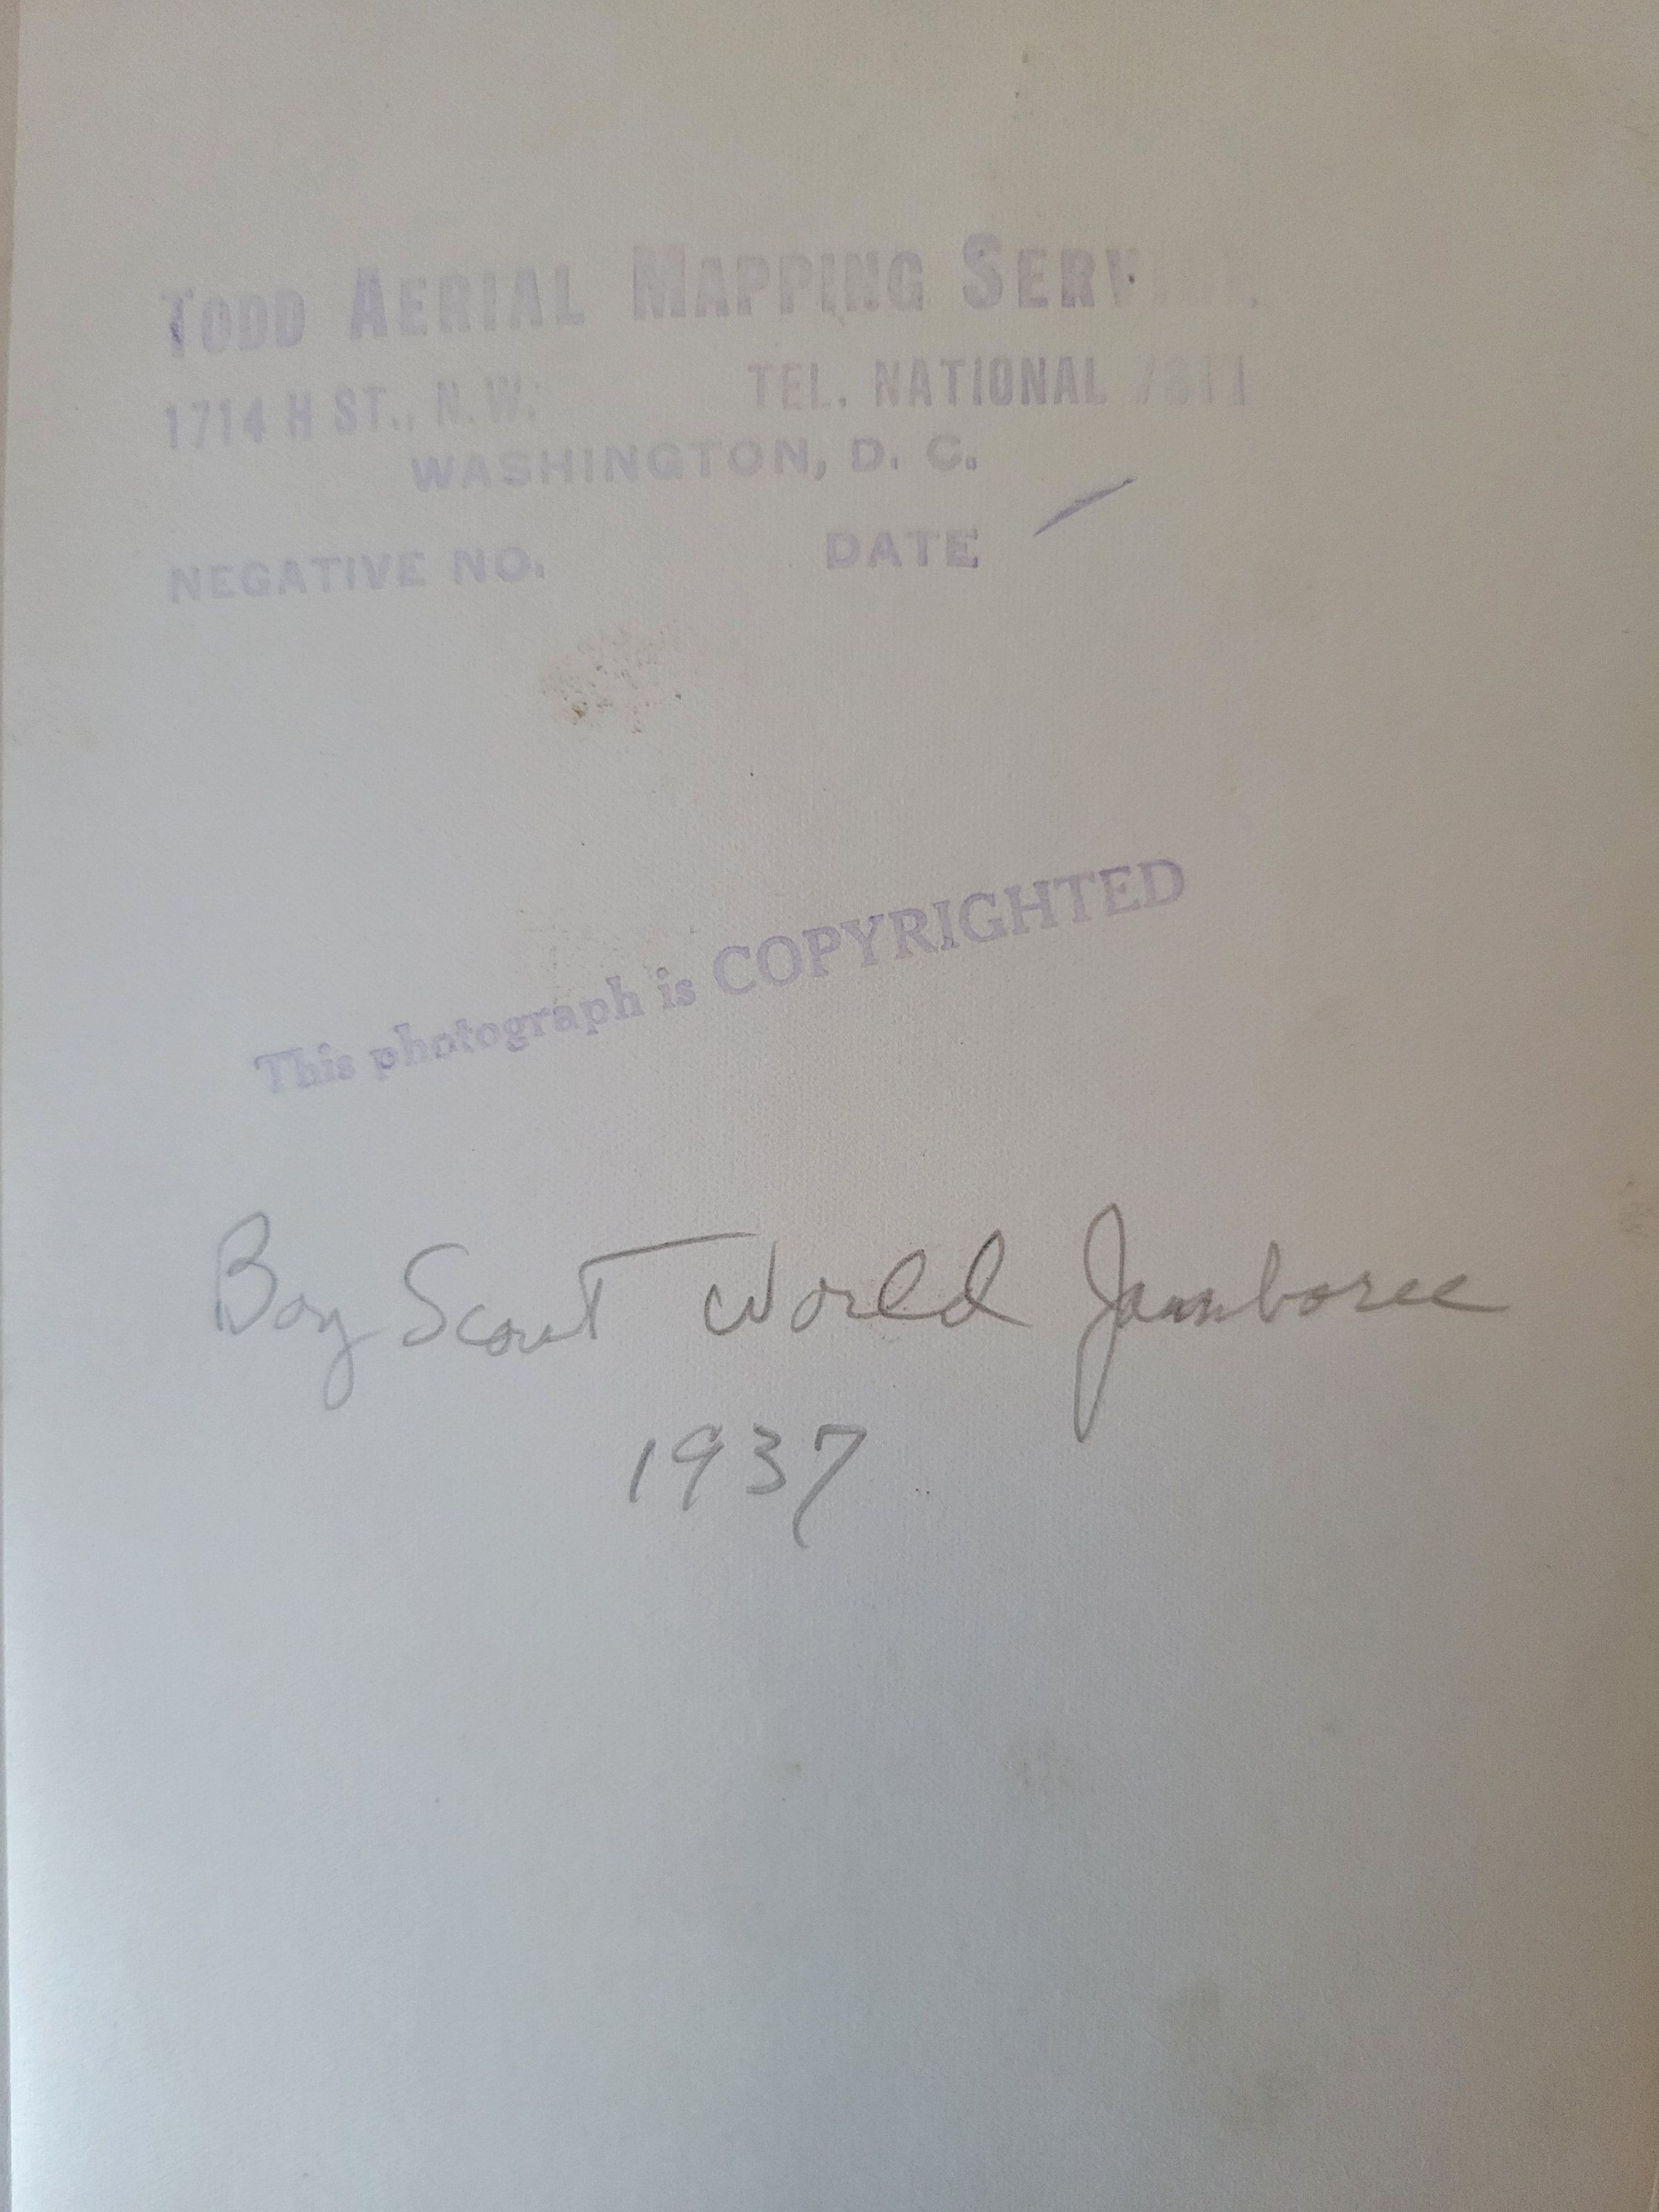 TODD AERIAL MAPPING
1714 H ST., N.W. TEL. NATIONAL
WASHINGTON, D. C.
NEGATIVE NO. DATE
This photograph is COPYRIGHTED
Boy Scout World Jamboree
1937